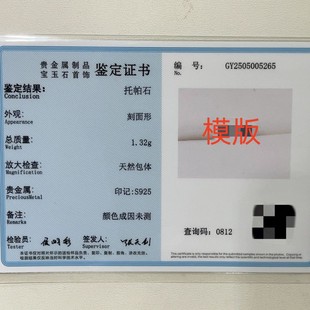 贵金属制品
宝玉石首饰
鉴定证书
编 号: GY2505005265
No.
鉴定结果: 托帕石
Conclusion
外观: 刻面形
Appearance
总质量: 1.32g
Weight
放大检查: 天然包体
Magnification
贵金属: 印记:S925
PreciousMetal
备注: 颜色成因未测
Remarks
模版
查询码: 0812
检验员: 签发人:
Tester Supervisor